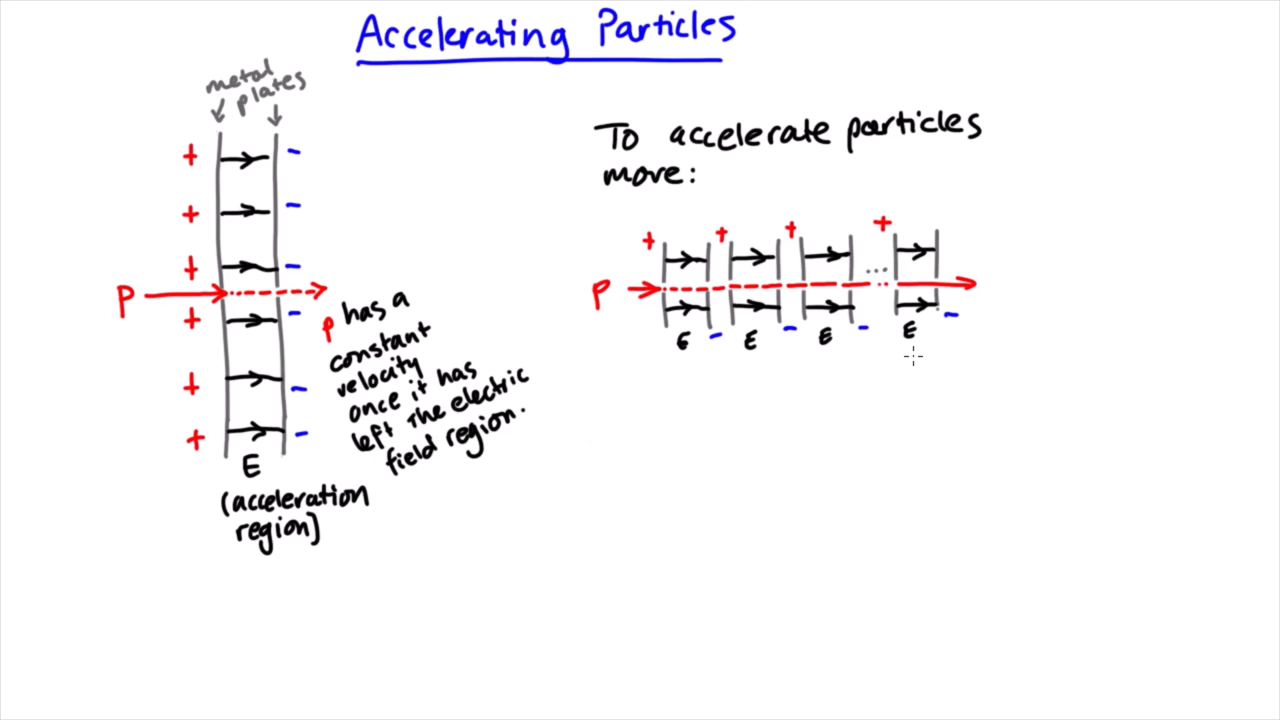 Accelerating Particles
metal
plates
+ -
+ -
+ -
P
+ -
+ -
+ -
E
(acceleration
region]
p has a
constant
velocity
once it has
left the electric
field region.
To accelerate particles
more:
+ + + +
P ...
E - E - E - E -